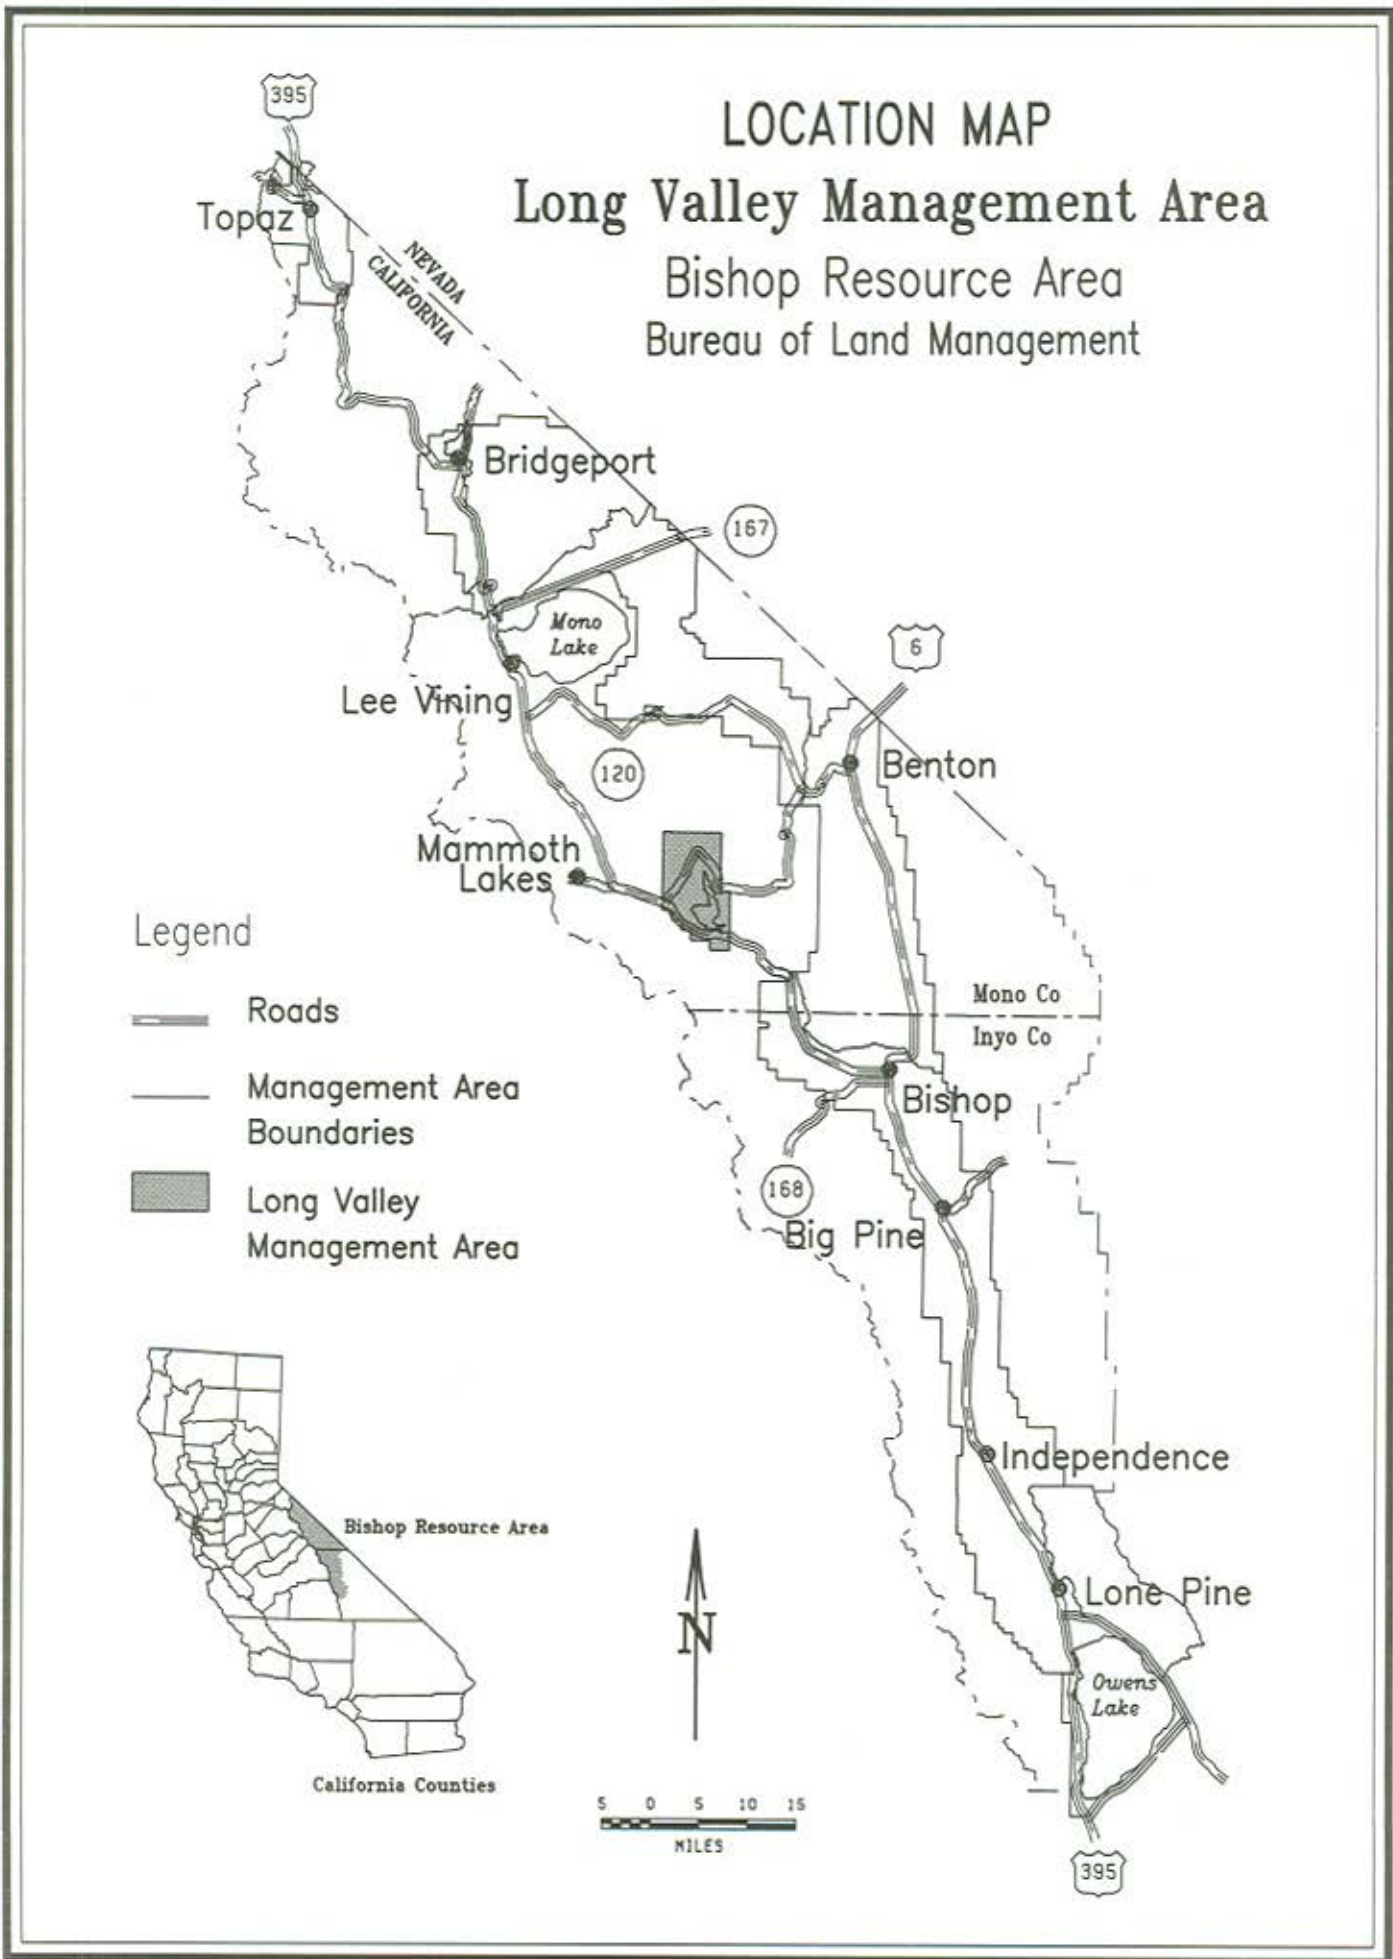 395
LOCATION MAP
Long Valley Management Area
Bishop Resource Area
Bureau of Land Management
Topaz
NEVADA
CALIFORNIA
Bridgeport
167
Mono
Lake
6
Lee Vining
120
Benton
Mammoth
Lakes
Legend
Roads
Management Area
Boundaries
Long Valley
Management Area
Mono Co
Inyo Co
Bishop
168
Big Pine
Independence
Bishop Resource Area
N
Lone Pine
Owens
Lake
California Counties
5 0 5 10 15
MILES
395